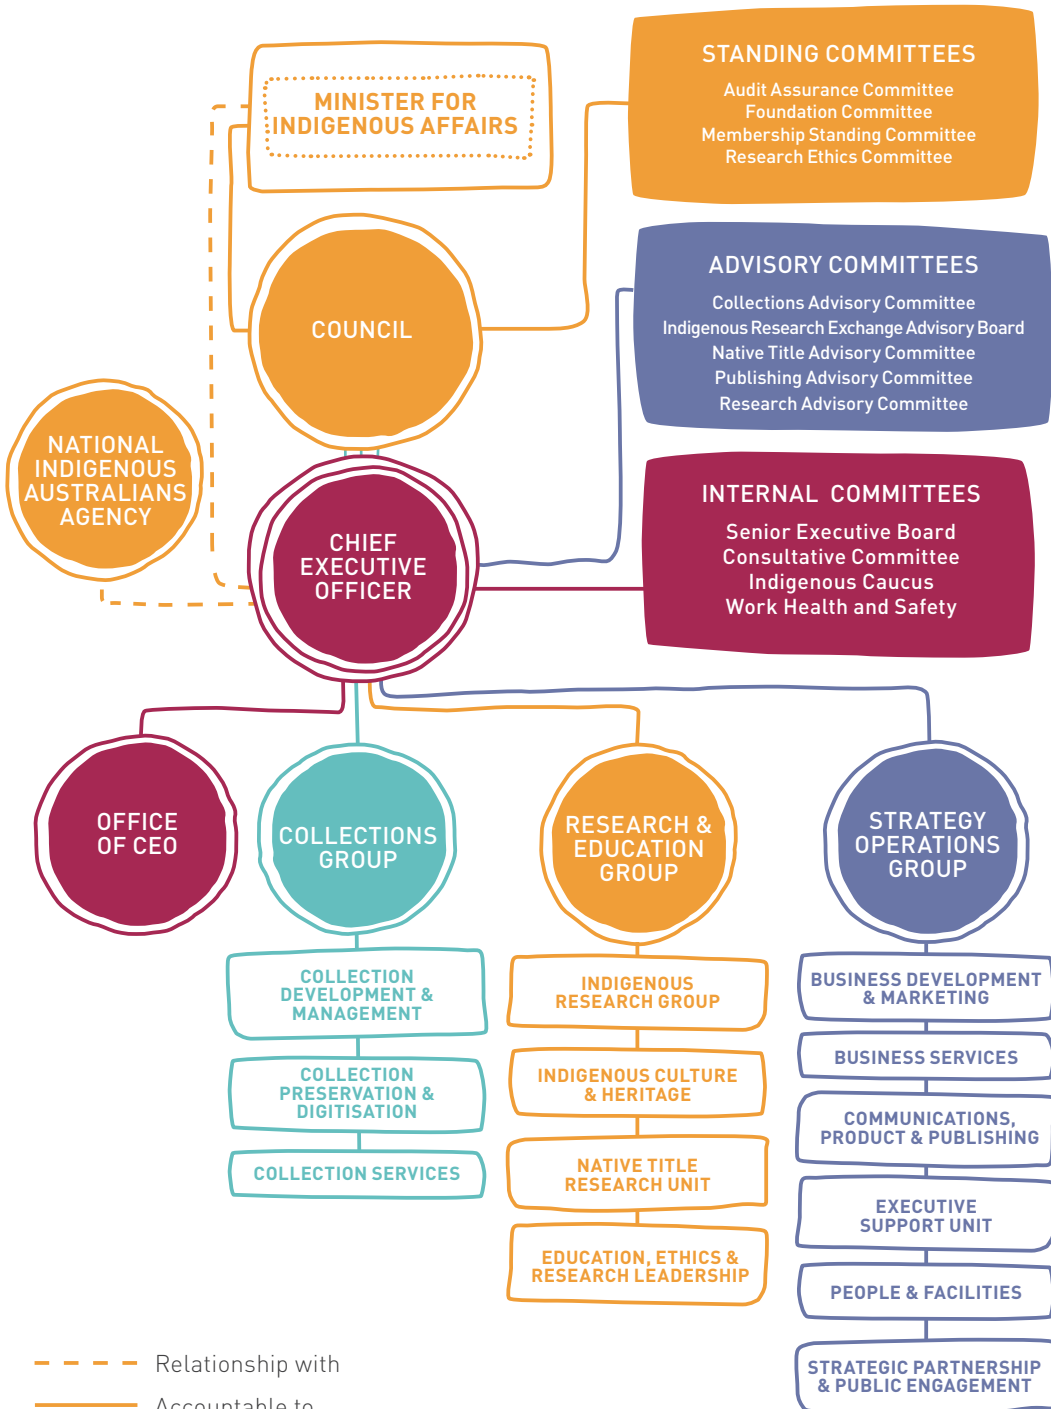 MINISTER FOR
INDIGENOUS AFFAIRS
STANDING COMMITTEES
Audit Assurance Committee
Foundation Committee
Membership Standing Committee
Research Ethics Committee
COUNCIL
ADVISORY COMMITTEES
Collections Advisory Committee
Indigenous Research Exchange Advisory Board
Native Title Advisory Committee
Publishing Advisory Committee
Research Advisory Committee
NATIONAL
INDIGENOUS
AUSTRALIANS
AGENCY
CHIEF
EXECUTIVE
OFFICER
INTERNAL COMMITTEES
Senior Executive Board
Consultative Committee
Indigenous Caucus
Work Health and Safety
OFFICE
OF CEO
COLLECTIONS
GROUP
RESEARCH &
EDUCATION
GROUP
STRATEGY
OPERATIONS
GROUP
COLLECTION
DEVELOPMENT &
MANAGEMENT
COLLECTION
PRESERVATION &
DIGITISATION
COLLECTION SERVICES
INDIGENOUS
RESEARCH GROUP
INDIGENOUS CULTURE
& HERITAGE
NATIVE TITLE
RESEARCH UNIT
EDUCATION, ETHICS &
RESEARCH LEADERSHIP
BUSINESS DEVELOPMENT
& MARKETING
BUSINESS SERVICES
COMMUNICATIONS,
PRODUCT & PUBLISHING
EXECUTIVE
SUPPORT UNIT
PEOPLE & FACILITIES
STRATEGIC PARTNERSHIP
& PUBLIC ENGAGEMENT
Relationship with
Accountable to